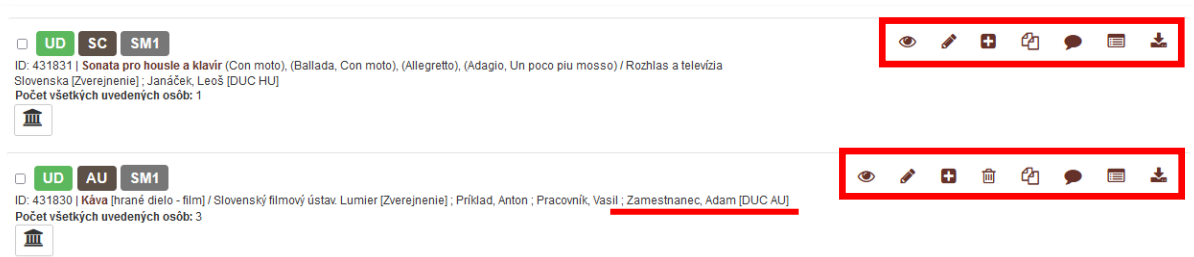 UD SC SM1
ID: 431831 | Sonata pro housle a klavír (Con moto), (Ballada, Con moto), (Allegretto), (Adagio, Un poco piu mosso) / Rozhlas a televízia
Slovenska [Zverejnenie] ; Janáček, Leoš [DUC HU]
Počet všetkých uvedených osôb: 1
UD AU SM1
ID: 431830 | Káva [hrané dielo - film] / Slovenský filmový ústav. Lumier [Zverejnenie] ; Príklad, Anton ; Pracovník, Vasil ; Zamestnanec, Adam [DUC AU]
Počet všetkých uvedených osôb: 3